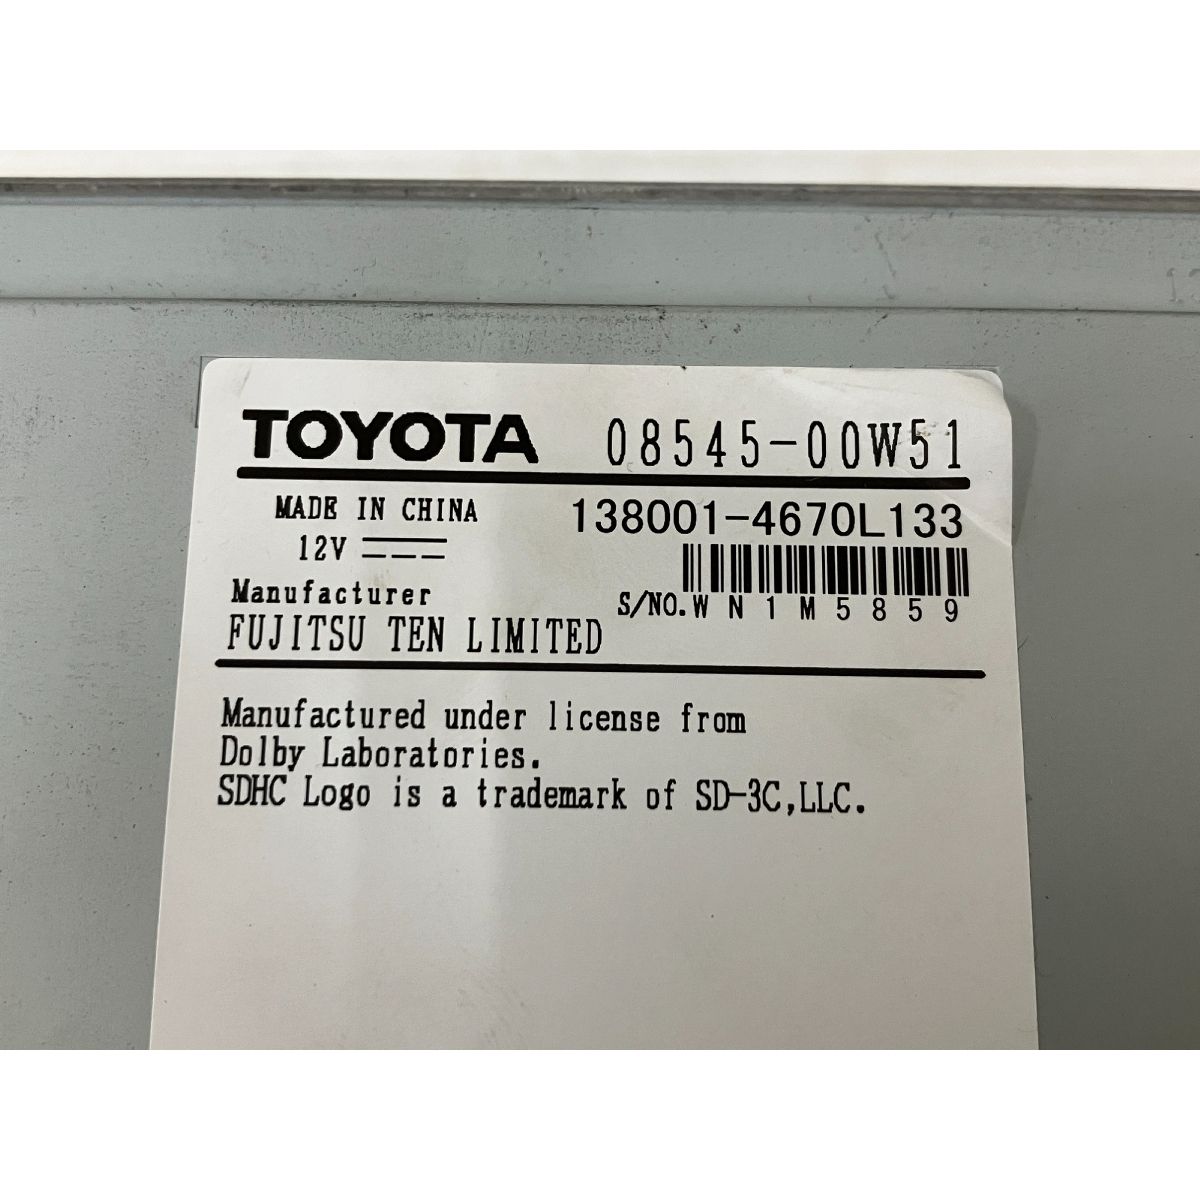 TOYOTA 08545-00W51
MADE IN CHINA 138001-4670L133
12V
S/NO. WN1M5859
Manufacturer
FUJITSU TEN LIMITED
Manufactured under license from
Dolby Laboratories.
SDHC Logo is a trademark of SD-3C,LLC.